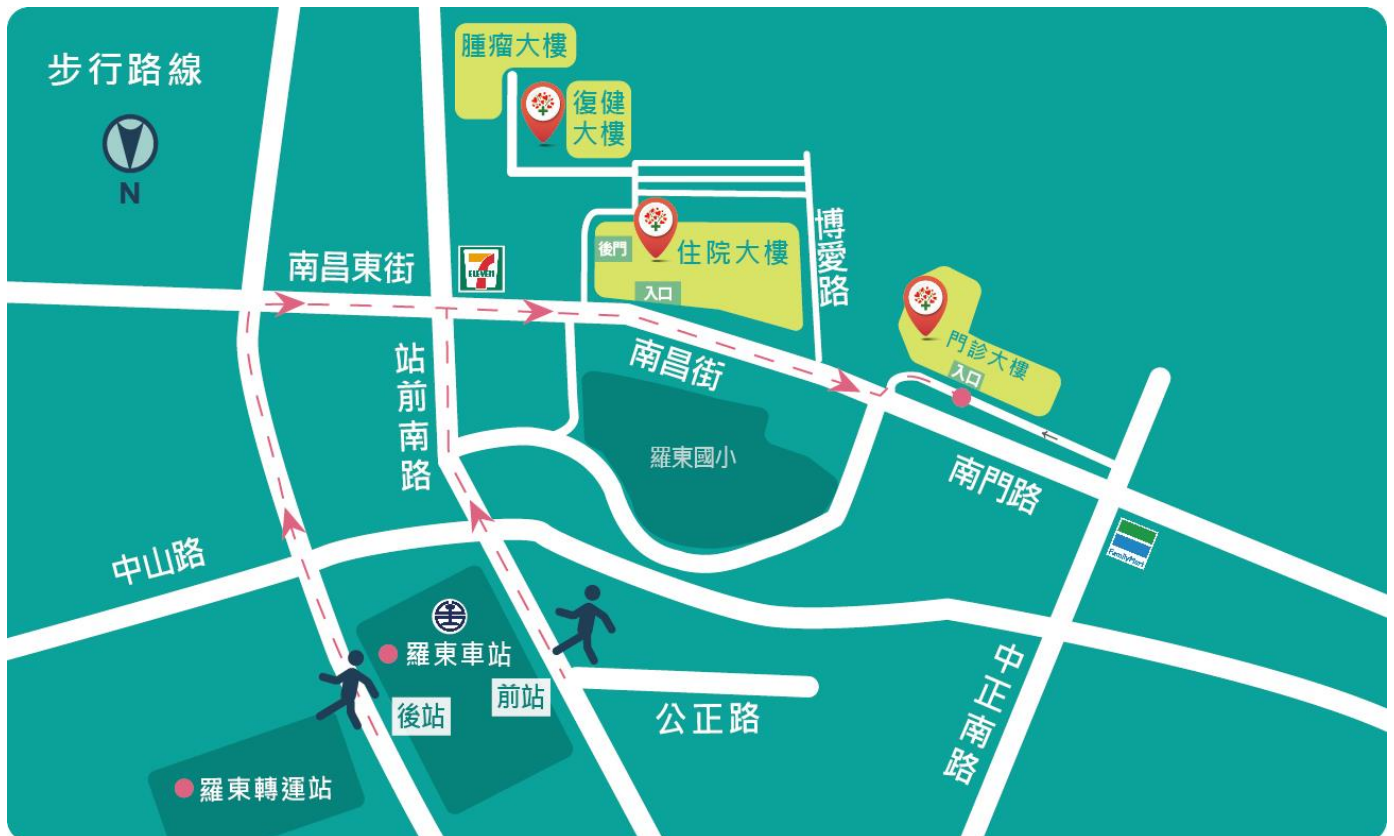 步行路線
N
腫瘤大樓
復健
大樓
後門
住院大樓
入口
博愛路
南昌東街
7
ELEVEN
門診大樓
入口
南昌街
站前南路
羅東國小
南門路
FamilyMart
中山路
羅東車站
後站
前站
公正路
中正南路
羅東轉運站